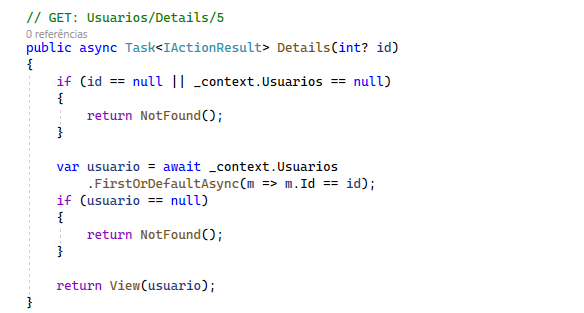 // GET: Usuarios/Details/5
0 referências
public async Task<IActionResult> Details(int? id)
{
    if (id == null || _context.Usuarios == null)
    {
        return NotFound();
    }

    var usuario = await _context.Usuarios
        .FirstOrDefaultAsync(m => m.Id == id);
    if (usuario == null)
    {
        return NotFound();
    }

    return View(usuario);
}